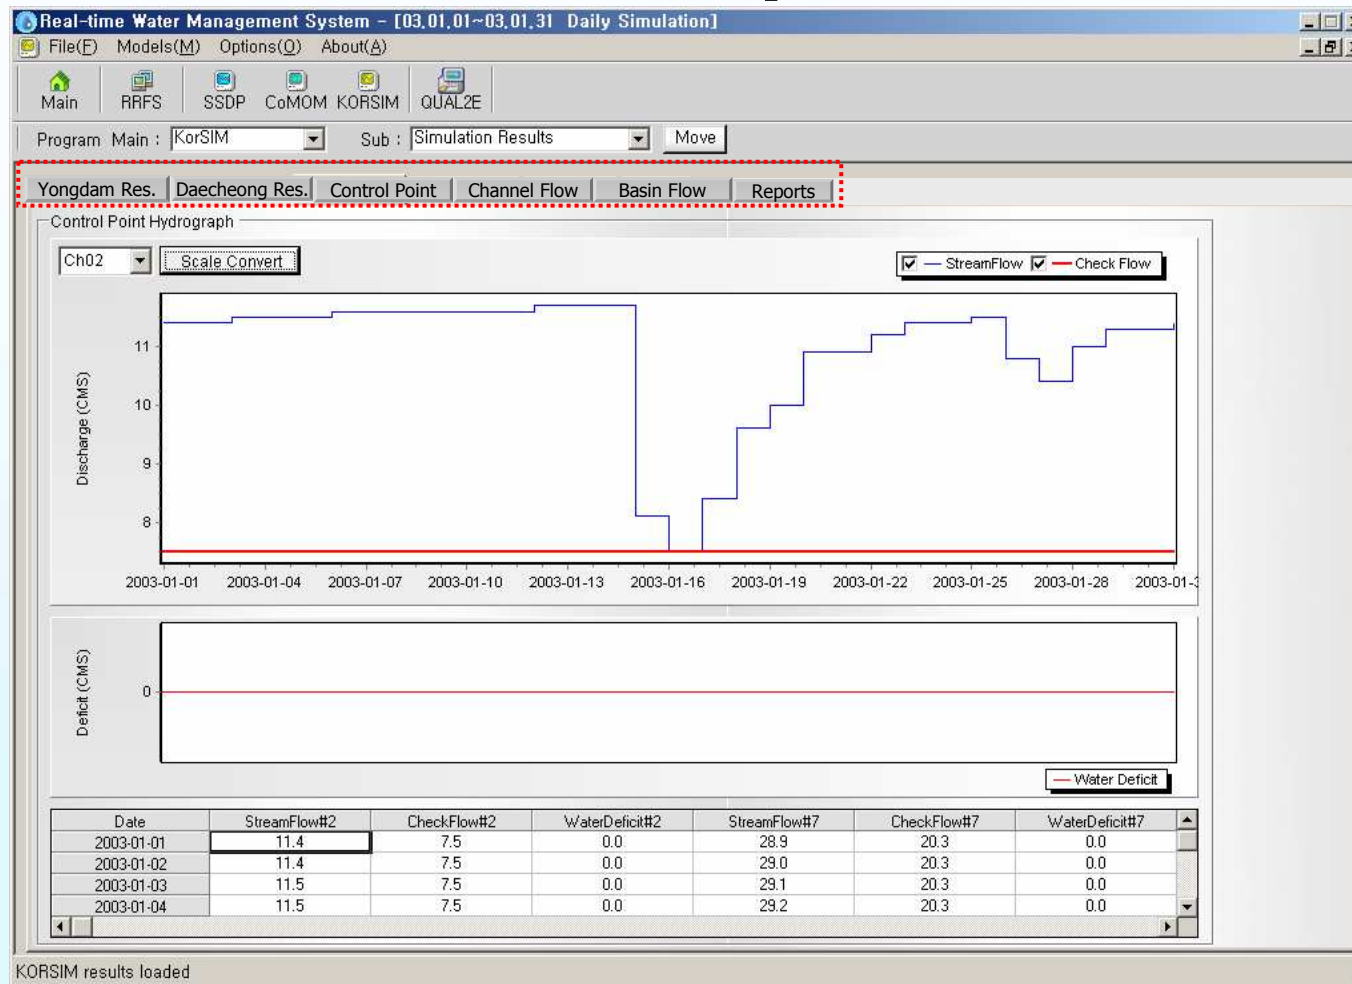 Real-time Water Management System - [03.01.01~03.01.31 Daily Simulation]
File(F) Models(M) Options(O) About(A)
Main RRFS SSDP CoMOM KORSIM QUAL2E
Program Main : KorSIM Sub : Simulation Results Move
Yongdam Res. Daecheong Res. Control Point Channel Flow Basin Flow Reports
Control Point Hydrograph
Ch02 Scale Convert StreamFlow Check Flow
Discharge (CMS)
11
10
9
8
2003-01-01 2003-01-04 2003-01-07 2003-01-10 2003-01-13 2003-01-16 2003-01-19 2003-01-22 2003-01-25 2003-01-28 2003-01-3
Deficit (CMS)
0
Water Deficit
Date StreamFlow#2 CheckFlow#2 WaterDeficit#2 StreamFlow#7 CheckFlow#7 WaterDeficit#7
2003-01-01 11.4 7.5 0.0 28.9 20.3 0.0
2003-01-02 11.4 7.5 0.0 29.0 20.3 0.0
2003-01-03 11.5 7.5 0.0 29.1 20.3 0.0
2003-01-04 11.5 7.5 0.0 29.2 20.3 0.0
KORSIM results loaded